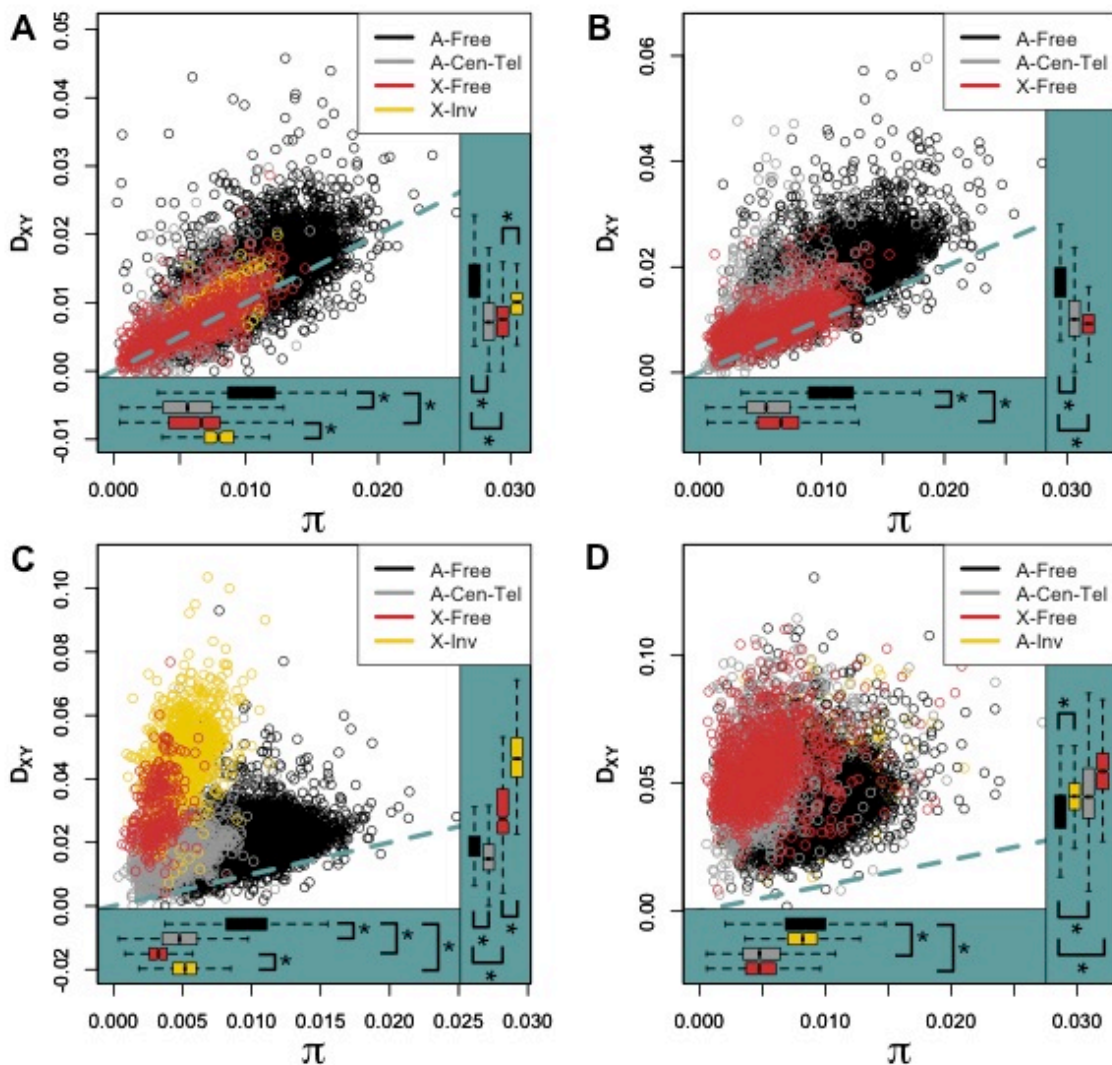 A
0.05
0.04
0.03
0.02
0.01
0.00
-0.01
D_XY
A-Free
A-Cen-Tel
X-Free
X-Inv
*
*
*
*
*
*
0.000
0.010
0.020
0.030
π
B
0.06
0.04
0.02
0.00
D_XY
A-Free
A-Cen-Tel
X-Free
*
*
*
*
0.000
0.010
0.020
0.030
π
C
0.10
0.08
0.06
0.04
0.02
0.00
-0.02
D_XY
A-Free
A-Cen-Tel
X-Free
X-Inv
*
*
*
*
*
*
*
0.000
0.005
0.010
0.015
0.020
0.025
0.030
π
D
0.10
0.05
0.00
D_XY
A-Free
A-Cen-Tel
X-Free
A-Inv
*
*
*
*
*
0.000
0.010
0.020
0.030
π